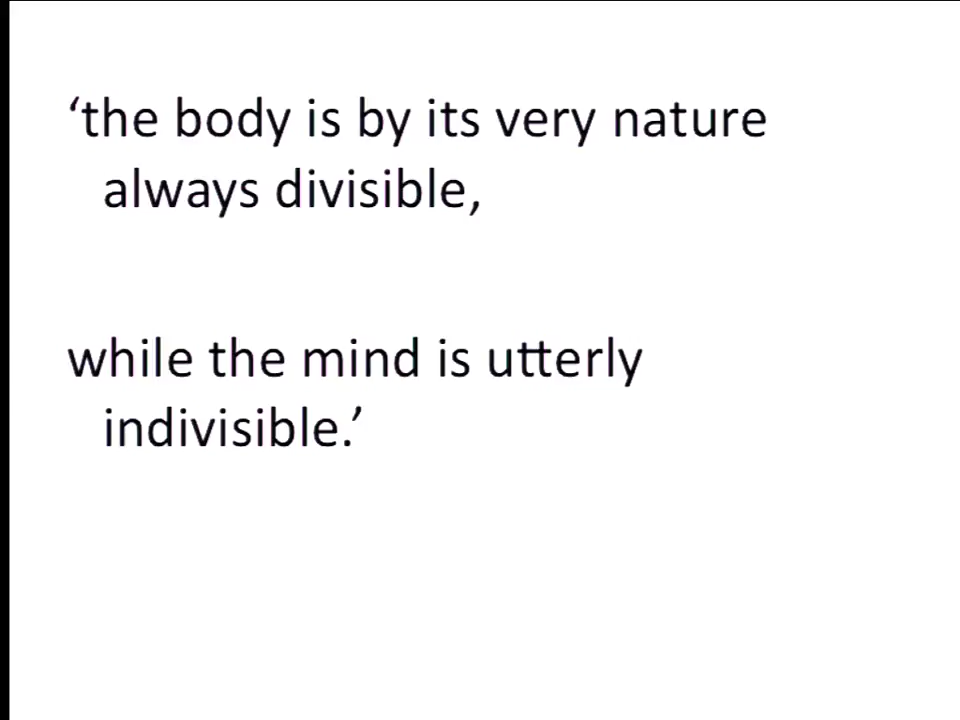 ‘the body is by its very nature
always divisible,
while the mind is utterly
indivisible.’